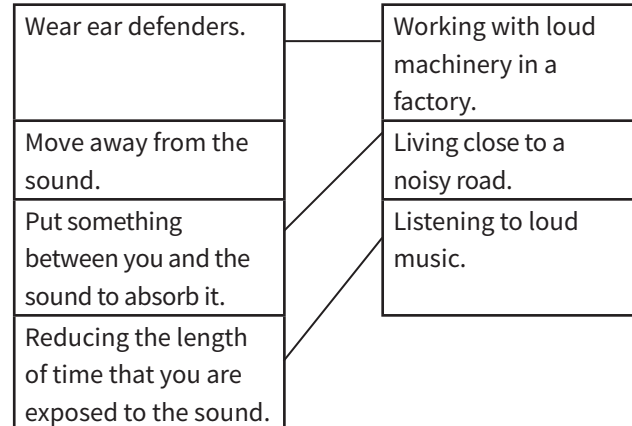 Wear ear defenders.
Move away from the
sound.
Put something
between you and the
sound to absorb it.
Reducing the length
of time that you are
exposed to the sound.
Working with loud
machinery in a
factory.
Living close to a
noisy road.
Listening to loud
music.